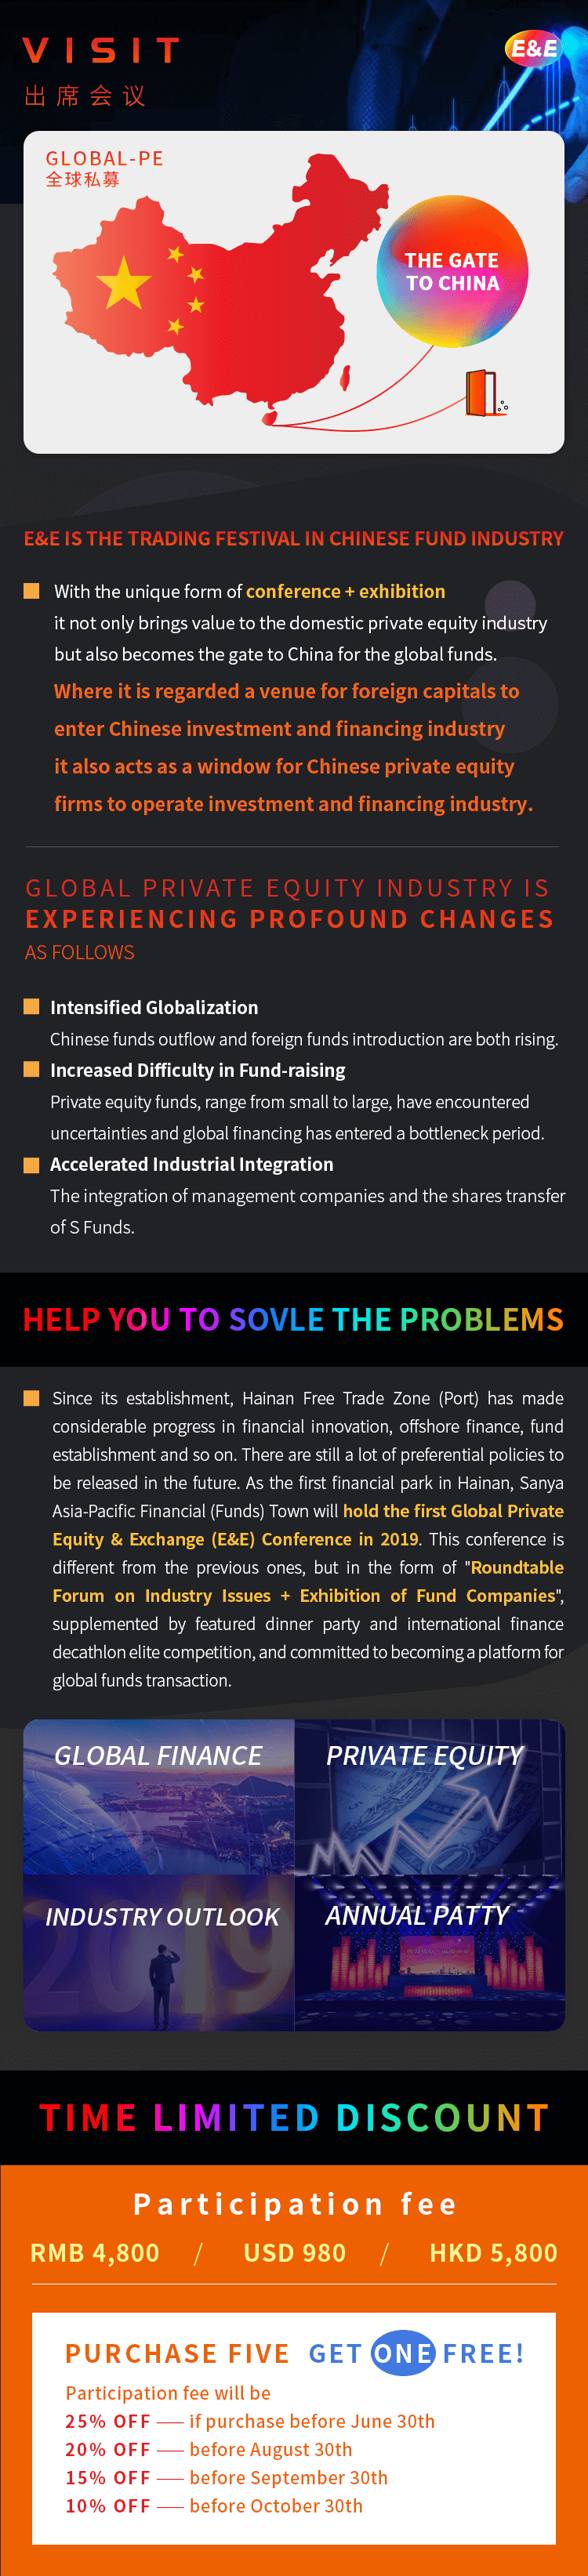 VISIT
E&E
出席会议
GLOBAL-PE
全球私募
THE GATE
TO CHINA
E&E IS THE TRADING FESTIVAL IN CHINESE FUND INDUSTRY
With the unique form of conference + exhibition
it not only brings value to the domestic private equity industry
but also becomes the gate to China for the global funds.
Where it is regarded a venue for foreign capitals to
enter Chinese investment and financing industry
it also acts as a window for Chinese private equity
firms to operate investment and financing industry.
GLOBAL PRIVATE EQUITY INDUSTRY IS
EXPERIENCING PROFOUND CHANGES
AS FOLLOWS
Intensified Globalization
Chinese funds outflow and foreign funds introduction are both rising.
Increased Difficulty in Fund-raising
Private equity funds, range from small to large, have encountered
uncertainties and global financing has entered a bottleneck period.
Accelerated Industrial Integration
The integration of management companies and the shares transfer
of S Funds.
HELP YOU TO SOVLE THE PROBLEMS
Since its establishment, Hainan Free Trade Zone (Port) has made
considerable progress in financial innovation, offshore finance, fund
establishment and so on. There are still a lot of preferential policies to
be released in the future. As the first financial park in Hainan, Sanya
Asia-Pacific Financial (Funds) Town will hold the first Global Private
Equity & Exchange (E&E) Conference in 2019. This conference is
different from the previous ones, but in the form of "Roundtable
Forum on Industry Issues + Exhibition of Fund Companies",
supplemented by featured dinner party and international finance
decathlon elite competition, and committed to becoming a platform for
global funds transaction.
GLOBAL FINANCE
PRIVATE EQUITY
INDUSTRY OUTLOOK
2019
ANNUAL PATTY
TIME LIMITED DISCOUNT
Participation fee
RMB 4,800 / USD 980 / HKD 5,800
PURCHASE FIVE GET ONE FREE!
Participation fee will be
25% OFF —— if purchase before June 30th
20% OFF —— before August 30th
15% OFF —— before September 30th
10% OFF —— before October 30th